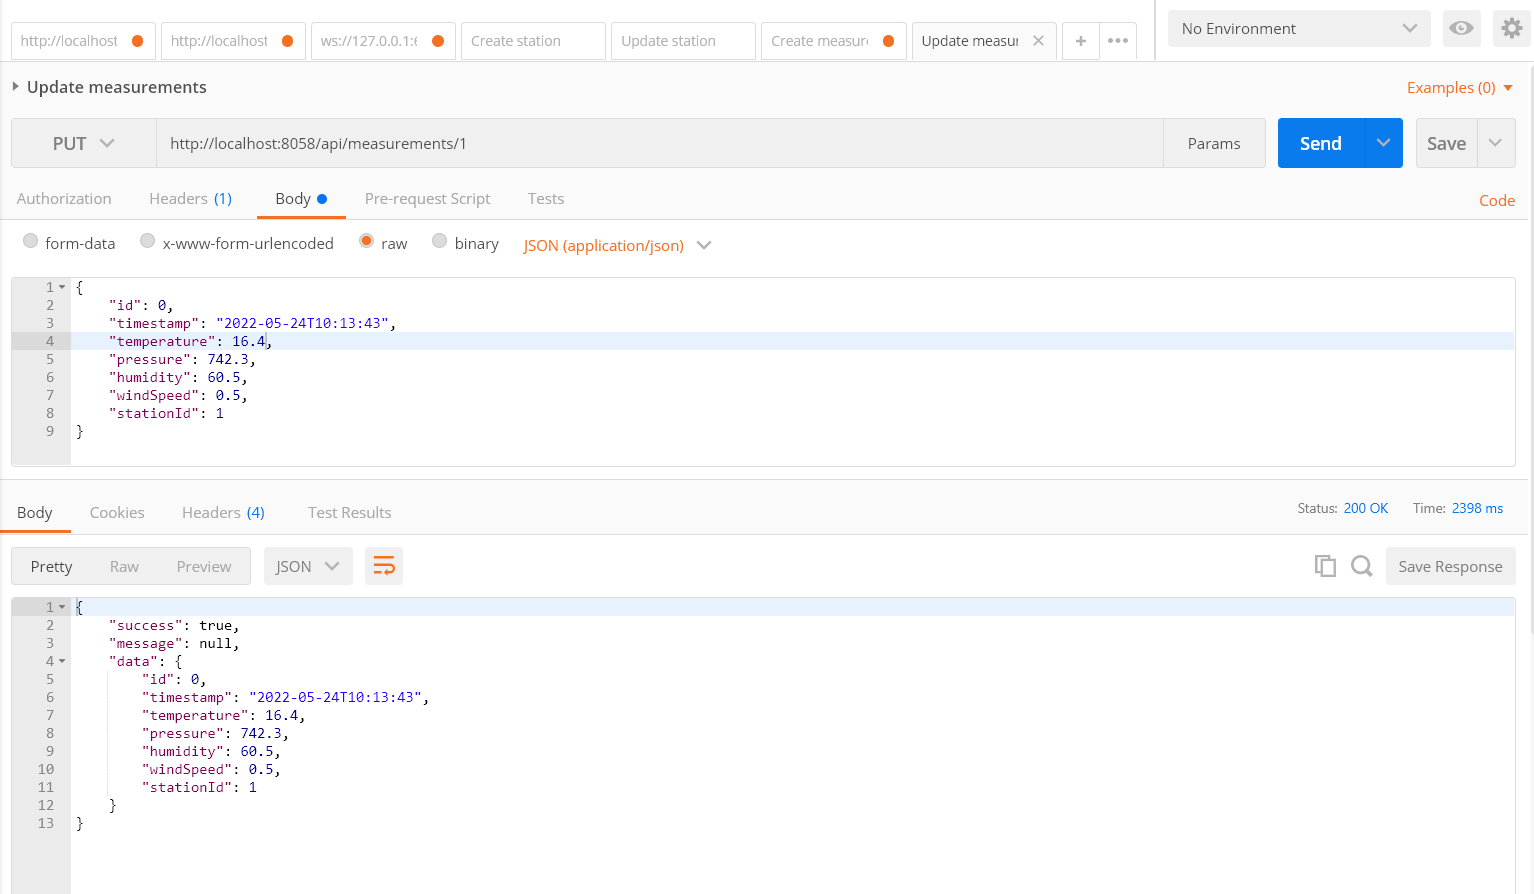 http://localhost
http://localhost
ws://127.0.0.1:6
Create station
Update station
Create measur
Update measur
No Environment
Update measurements
Examples (0)
PUT
http://localhost:8058/api/measurements/1
Params
Send
Save
Authorization
Headers (1)
Body
Pre-request Script
Tests
Code
form-data
x-www-form-urlencoded
raw
binary
JSON (application/json)
1 {
2 "id": 0,
3 "timestamp": "2022-05-24T10:13:43",
4 "temperature": 16.4,
5 "pressure": 742.3,
6 "humidity": 60.5,
7 "windSpeed": 0.5,
8 "stationId": 1
9 }
Body
Cookies
Headers (4)
Test Results
Status: 200 OK
Time: 2398 ms
Pretty
Raw
Preview
JSON
Save Response
1 {
2 "success": true,
3 "message": null,
4 "data": {
5 "id": 0,
6 "timestamp": "2022-05-24T10:13:43",
7 "temperature": 16.4,
8 "pressure": 742.3,
9 "humidity": 60.5,
10 "windSpeed": 0.5,
11 "stationId": 1
12 }
13 }